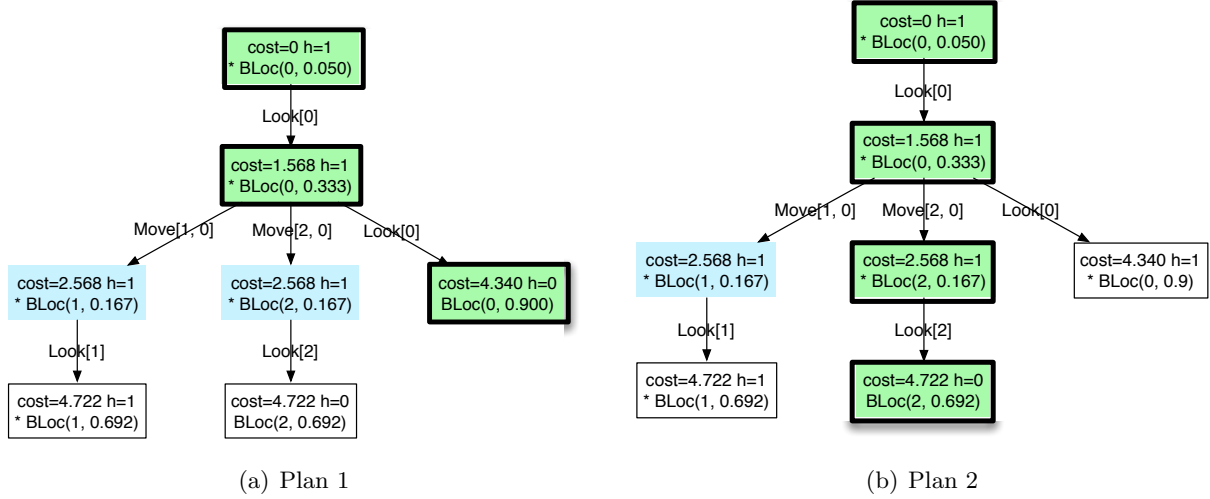 cost=0 h=1
* BLoc(0, 0.050)
Look[0]
cost=1.568 h=1
* BLoc(0, 0.333)
Move[1, 0]
Move[2, 0]
Look[0]
cost=2.568 h=1
* BLoc(1, 0.167)
cost=2.568 h=1
* BLoc(2, 0.167)
cost=4.340 h=0
BLoc(0, 0.900)
Look[1]
Look[2]
cost=4.722 h=1
* BLoc(1, 0.692)
cost=4.722 h=0
BLoc(2, 0.692)
(a) Plan 1
cost=0 h=1
* BLoc(0, 0.050)
Look[0]
cost=1.568 h=1
* BLoc(0, 0.333)
Move[1, 0]
Move[2, 0]
Look[0]
cost=2.568 h=1
* BLoc(1, 0.167)
cost=2.568 h=1
* BLoc(2, 0.167)
cost=4.340 h=1
* BLoc(0, 0.9)
Look[1]
Look[2]
cost=4.722 h=1
* BLoc(1, 0.692)
cost=4.722 h=0
BLoc(2, 0.692)
(b) Plan 2